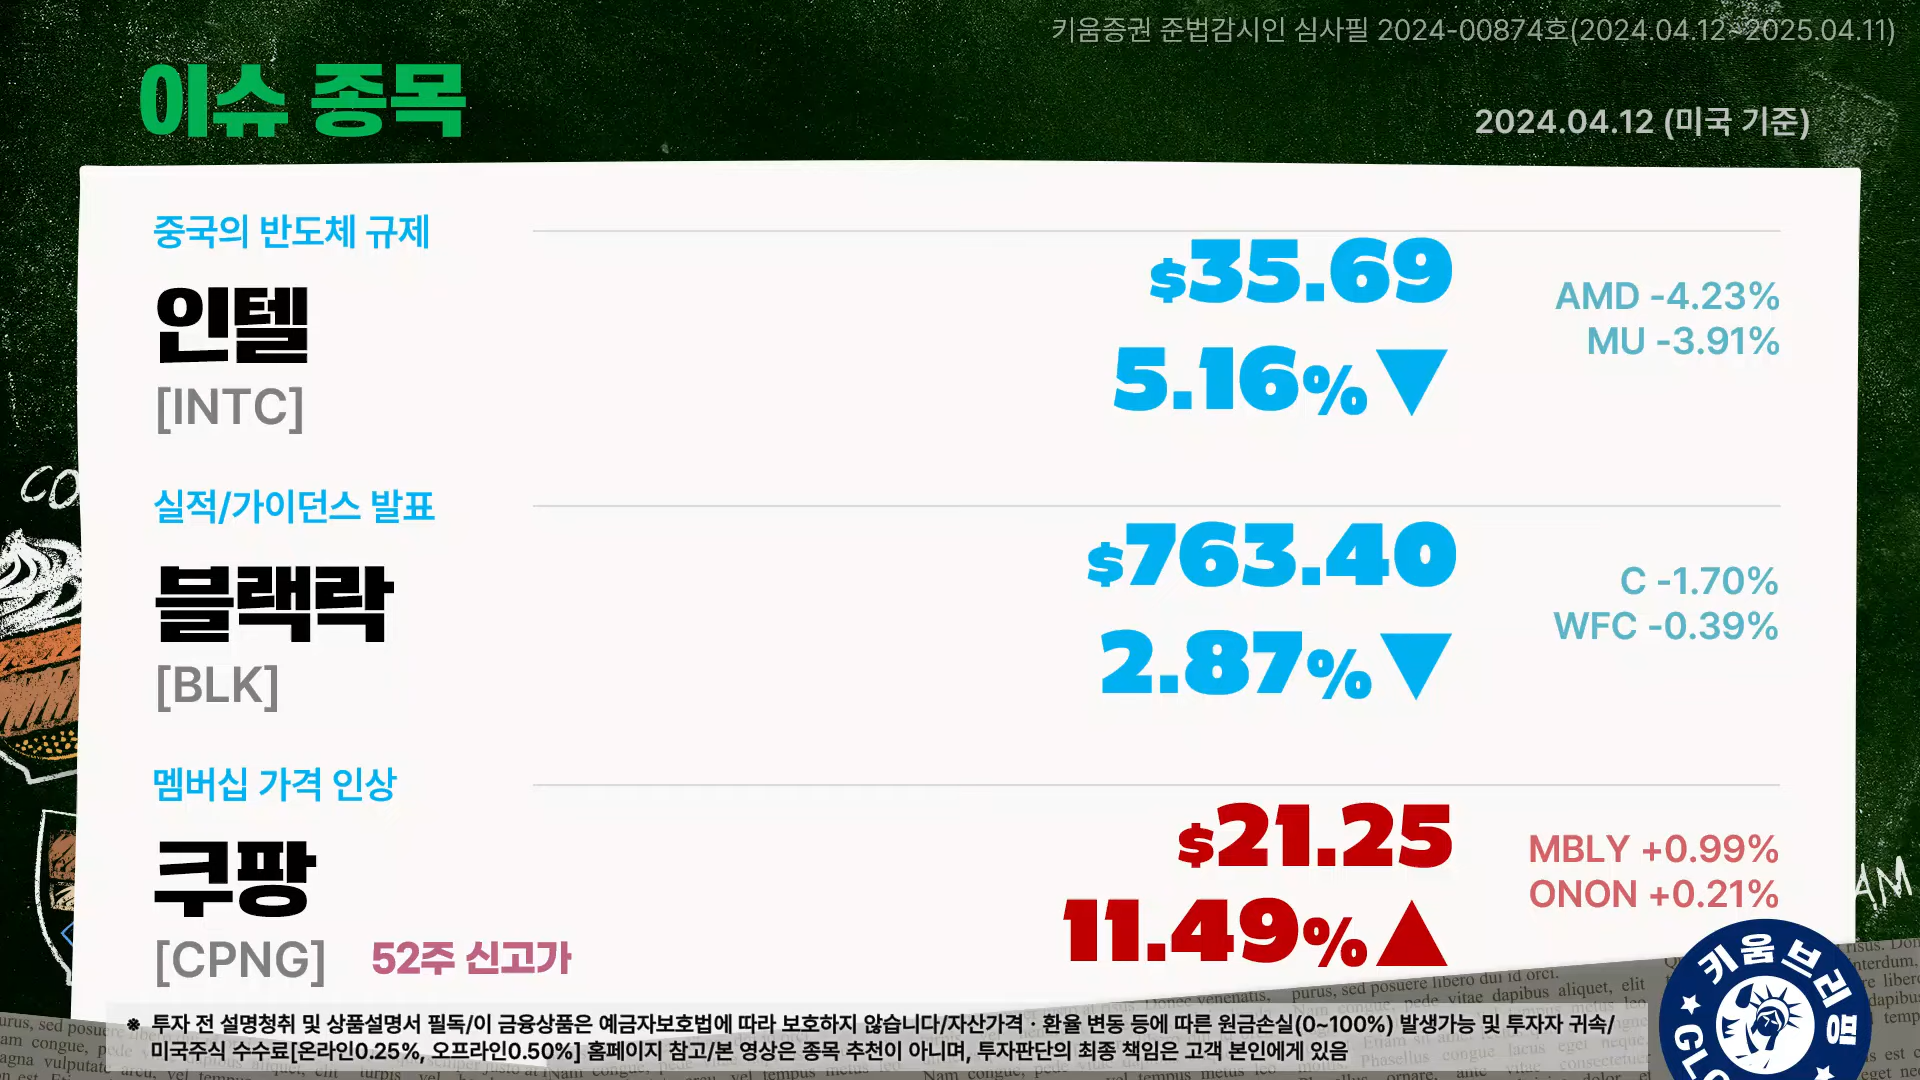 키움증권 준법감시인 심사필 2024-00874호(2024.04.12~2025.04.11)
이슈 종목
2024.04.12 (미국 기준)
중국의 반도체 규제
인텔
[INTC]
$35.69
5.16%▼
AMD -4.23%
MU -3.91%
실적/가이던스 발표
블랙락
[BLK]
$763.40
2.87%▼
C -1.70%
WFC -0.39%
멤버십 가격 인상
쿠팡
[CPNG]
52주 신고가
$21.25
11.49%▲
MBLY +0.99%
ONON +0.21%
CO
AM
키움 브리핑
※ 투자 전 설명청취 및 상품설명서 필독/이 금융상품은 예금자보호법에 따라 보호하지 않습니다/자산가격 · 환율 변동 등에 따른 원금손실(0~100%) 발생가능 및 투자자 귀속/
미국주식 수수료[온라인0.25%, 오프라인0.50%] 홈페이지 참고/본 영상은 종목 추천이 아니며, 투자판단의 최종 책임은 고객 본인에게 있음